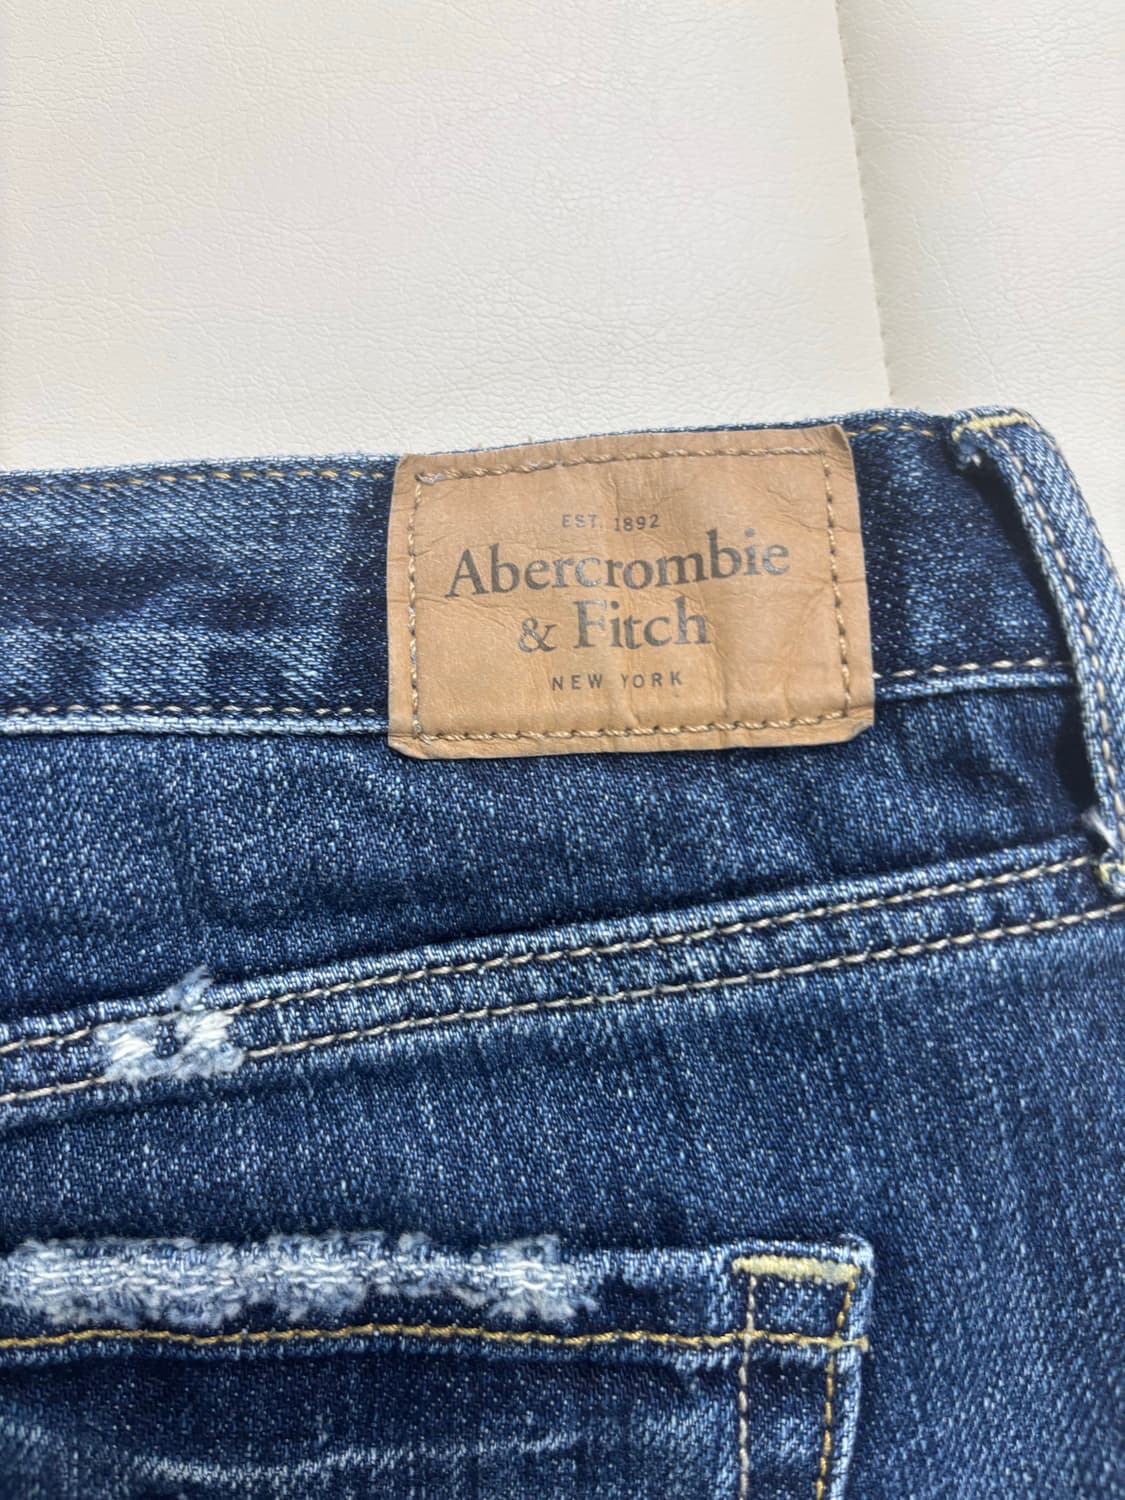 EST. 1892
Abercrombie
& Fitch
NEW YORK